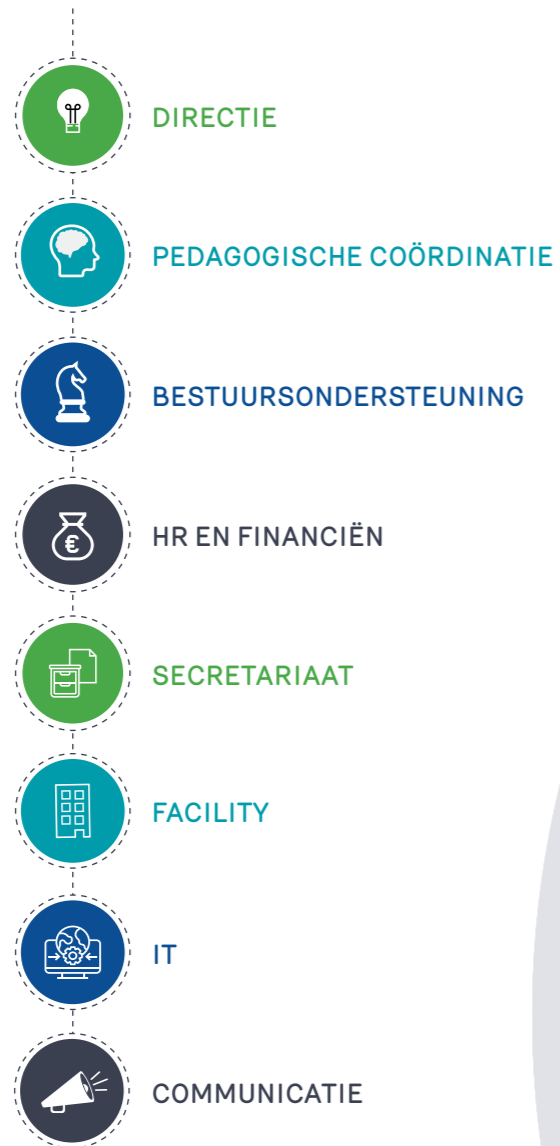 DIRECTIE
PEDAGOGISCHE COÖRDINATIE
BESTUURSONDERSTEUNING
€
HR EN FINANCIËN
SECRETARIAAT
FACILITY
IT
COMMUNICATIE